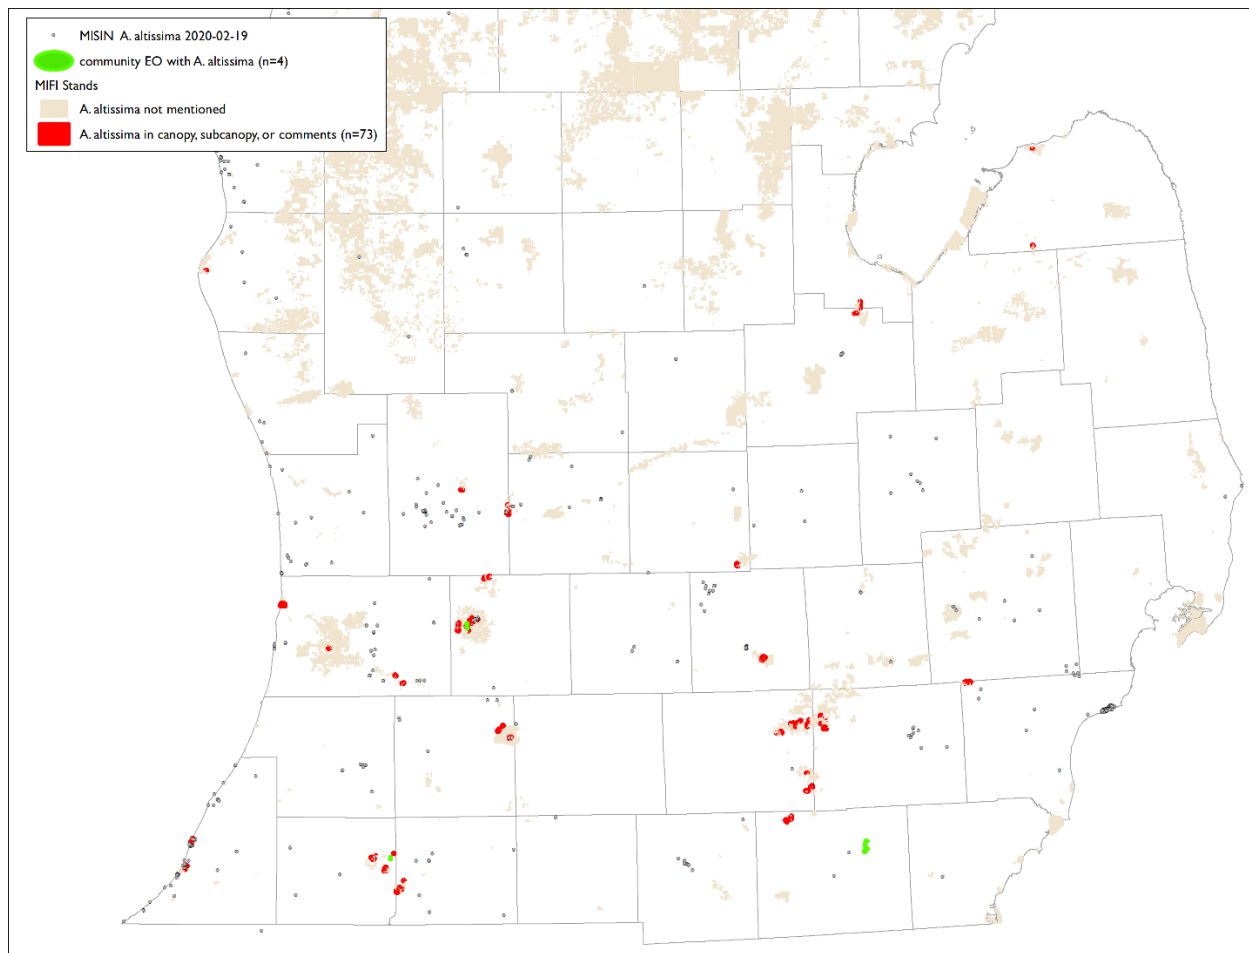 MISIN A. altissima 2020-02-19
community EO with A. altissima (n=4)
MIFI Stands
A. altissima not mentioned
A. altissima in canopy, subcanopy, or comments (n=73)